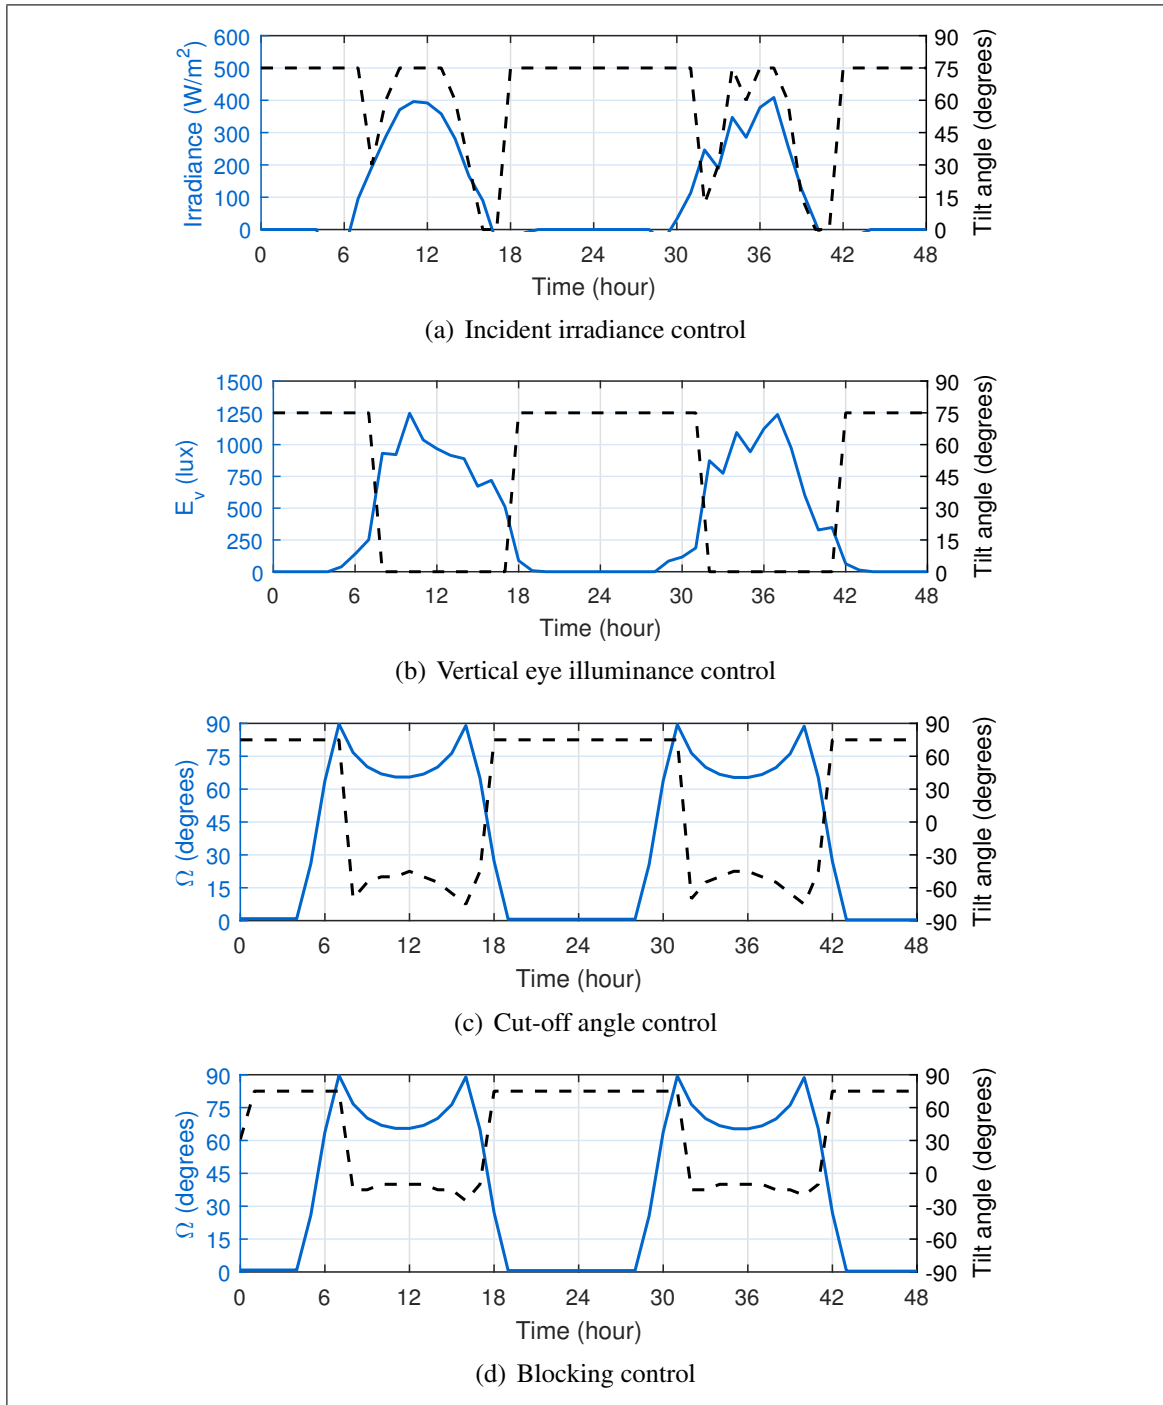 600
500
400
300
200
100
0
Irradiance (W/m²)
90
75
60
45
30
15
0
Tilt angle (degrees)
0 6 12 18 24 30 36 42 48
Time (hour)
(a) Incident irradiance control
1500
1250
1000
750
500
250
0
E_v (lux)
90
75
60
45
30
15
0
Tilt angle (degrees)
0 6 12 18 24 30 36 42 48
Time (hour)
(b) Vertical eye illuminance control
90
75
60
45
30
15
0
Ω (degrees)
90
60
30
0
-30
-60
-90
Tilt angle (degrees)
0 6 12 18 24 30 36 42 48
Time (hour)
(c) Cut-off angle control
90
75
60
45
30
15
0
Ω (degrees)
90
60
30
0
-30
-60
-90
Tilt angle (degrees)
0 6 12 18 24 30 36 42 48
Time (hour)
(d) Blocking control